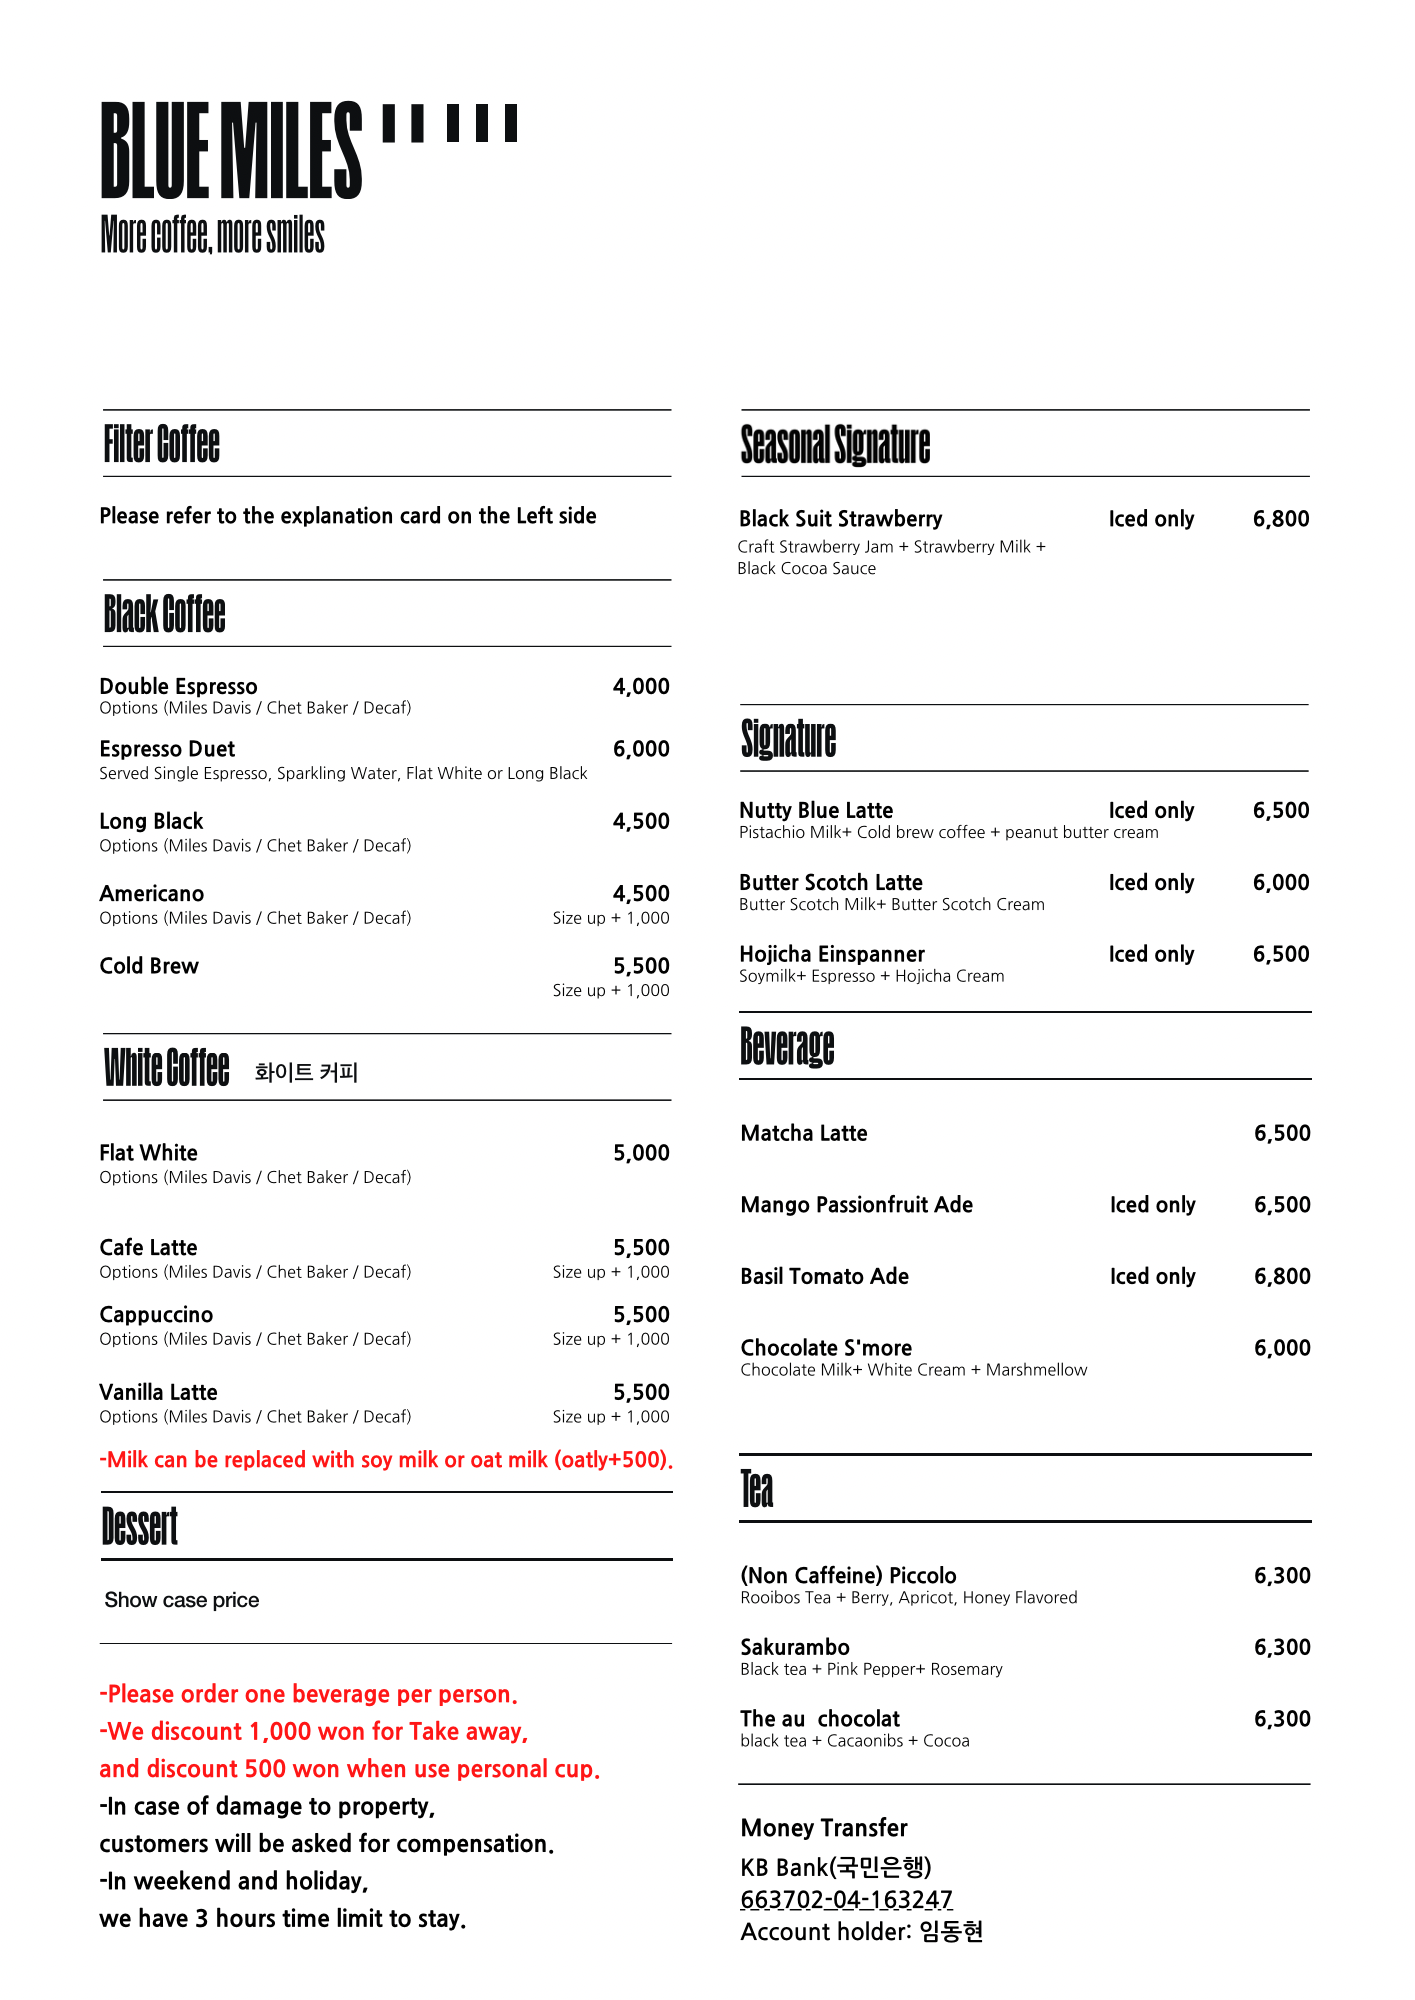 BLUE MILES
More coffee, more smiles
Filter Coffee
Please refer to the explanation card on the Left side
Black Coffee
Double Espresso 4,000
Options (Miles Davis / Chet Baker / Decaf)
Espresso Duet 6,000
Served Single Espresso, Sparkling Water, Flat White or Long Black
Long Black 4,500
Options (Miles Davis / Chet Baker / Decaf)
Americano 4,500
Options (Miles Davis / Chet Baker / Decaf) Size up + 1,000
Cold Brew 5,500
Size up + 1,000
White Coffee 화이트 커피
Flat White 5,000
Options (Miles Davis / Chet Baker / Decaf)
Cafe Latte 5,500
Options (Miles Davis / Chet Baker / Decaf) Size up + 1,000
Cappuccino 5,500
Options (Miles Davis / Chet Baker / Decaf) Size up + 1,000
Vanilla Latte 5,500
Options (Miles Davis / Chet Baker / Decaf) Size up + 1,000
-Milk can be replaced with soy milk or oat milk (oatly+500).
Dessert
Show case price
-Please order one beverage per person.
-We discount 1,000 won for Take away,
and discount 500 won when use personal cup.
-In case of damage to property,
customers will be asked for compensation.
-In weekend and holiday,
we have 3 hours time limit to stay.
Seasonal Signature
Black Suit Strawberry Iced only 6,800
Craft Strawberry Jam + Strawberry Milk +
Black Cocoa Sauce
Signature
Nutty Blue Latte Iced only 6,500
Pistachio Milk+ Cold brew coffee + peanut butter cream
Butter Scotch Latte Iced only 6,000
Butter Scotch Milk+ Butter Scotch Cream
Hojicha Einspanner Iced only 6,500
Soymilk+ Espresso + Hojicha Cream
Beverage
Matcha Latte 6,500
Mango Passionfruit Ade Iced only 6,500
Basil Tomato Ade Iced only 6,800
Chocolate S'more 6,000
Chocolate Milk+ White Cream + Marshmellow
Tea
(Non Caffeine) Piccolo 6,300
Rooibos Tea + Berry, Apricot, Honey Flavored
Sakurambo 6,300
Black tea + Pink Pepper+ Rosemary
The au  chocolat 6,300
black tea + Cacaonibs + Cocoa
Money Transfer
KB Bank(국민은행)
663702-04-163247
Account holder: 임동현